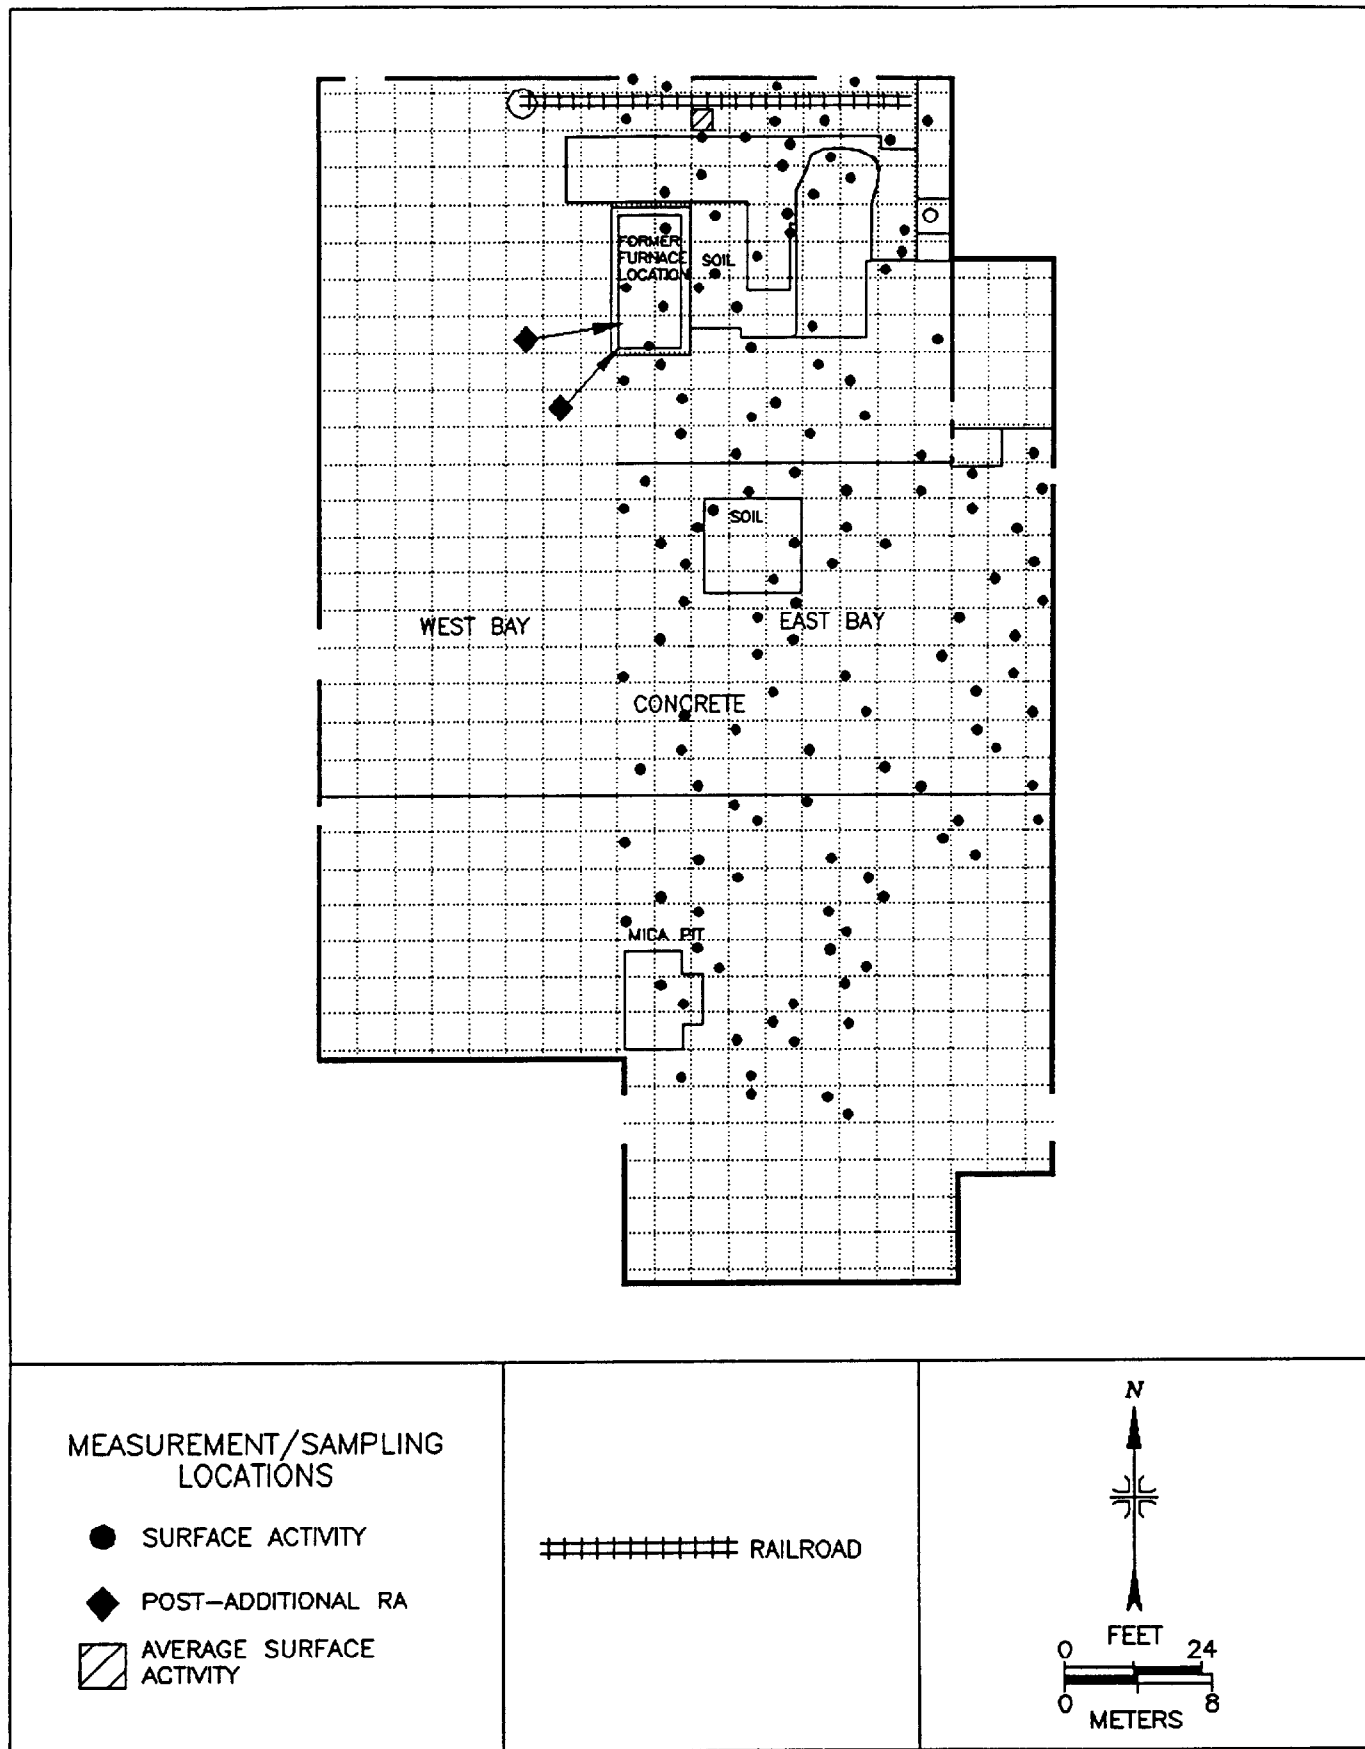 FORMER
FURNACE
LOCATION
SOIL
SOIL
WEST BAY
EAST BAY
CONCRETE
MICA PIT
MEASUREMENT/SAMPLING
LOCATIONS
SURFACE ACTIVITY
POST-ADDITIONAL RA
AVERAGE SURFACE
ACTIVITY
RAILROAD
N
FEET
0 24
0 8
METERS